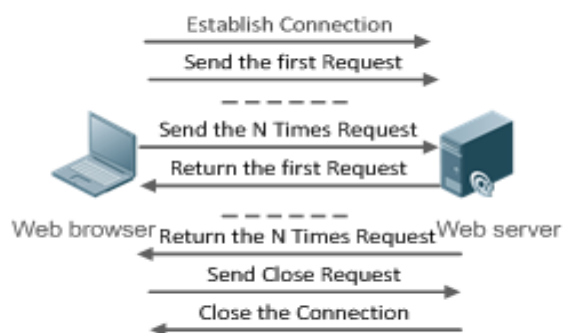 Establish Connection
Send the first Request
Send the N Times Request
Return the first Request
Web browser
Web server
Return the N Times Request
Send Close Request
Close the Connection